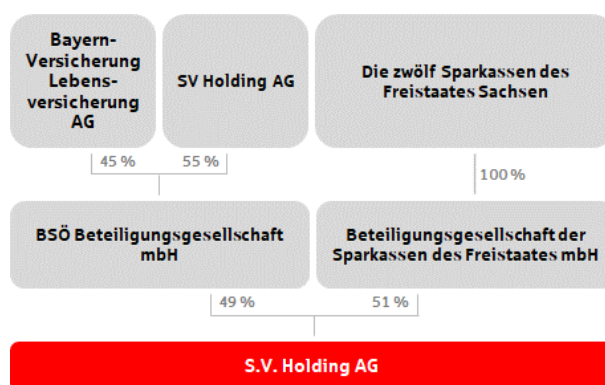 Bayern-
Versicherung
Lebens-
versicherung
AG
SV Holding AG
Die zwölf Sparkassen des
Freistaates Sachsen
45 %
55 %
100 %
BSÖ Beteiligungsgesellschaft
mbH
Beteiligungsgesellschaft der
Sparkassen des Freistaates mbH
49 %
51 %
S.V. Holding AG